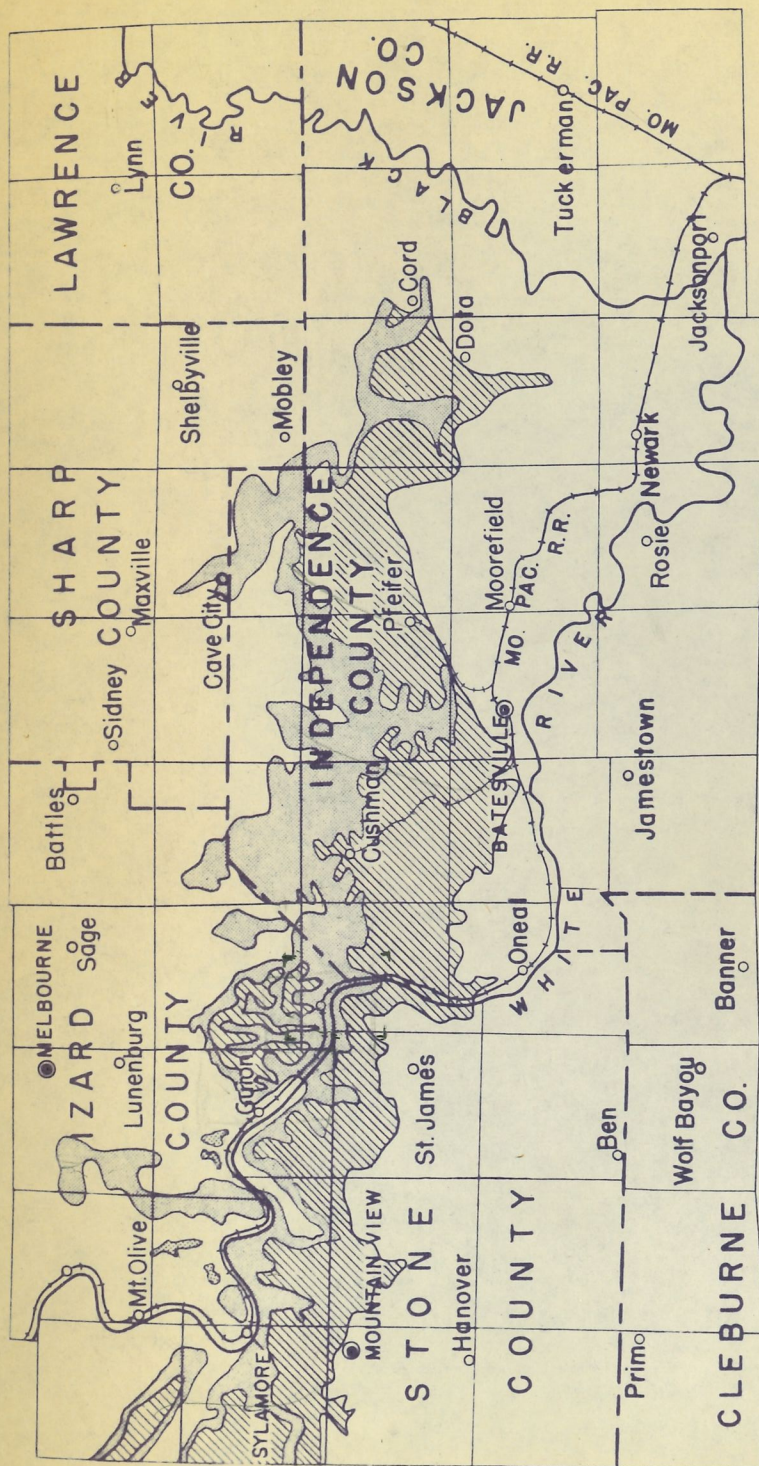 LAWRENCE
CO.
Lynn
RIVER
JACKSON
CO.
MO. PAC. R.R.
Tuckerman
BLACK
Jacksonport
SHARP
COUNTY
Shelbyville
Mobley
Maxville
Sidney
Cave City
Cord
Dota
INDEPENDENCE
COUNTY
Pfeifer
Cushman
Moorefield
MO. PAC. R.R.
Newark
Rosie
BATESVILLE
WHITE RIVER
Jamestown
Oneal
Battles
MELBOURNE
Sage
IZARD
COUNTY
Lunenburg
Guion
Mt. Olive
SYLAMORE
MOUNTAIN VIEW
STONE
COUNTY
St. James
Hanover
Ben
Prim
Wolf Bayou
Banner
CLEBURNE CO.